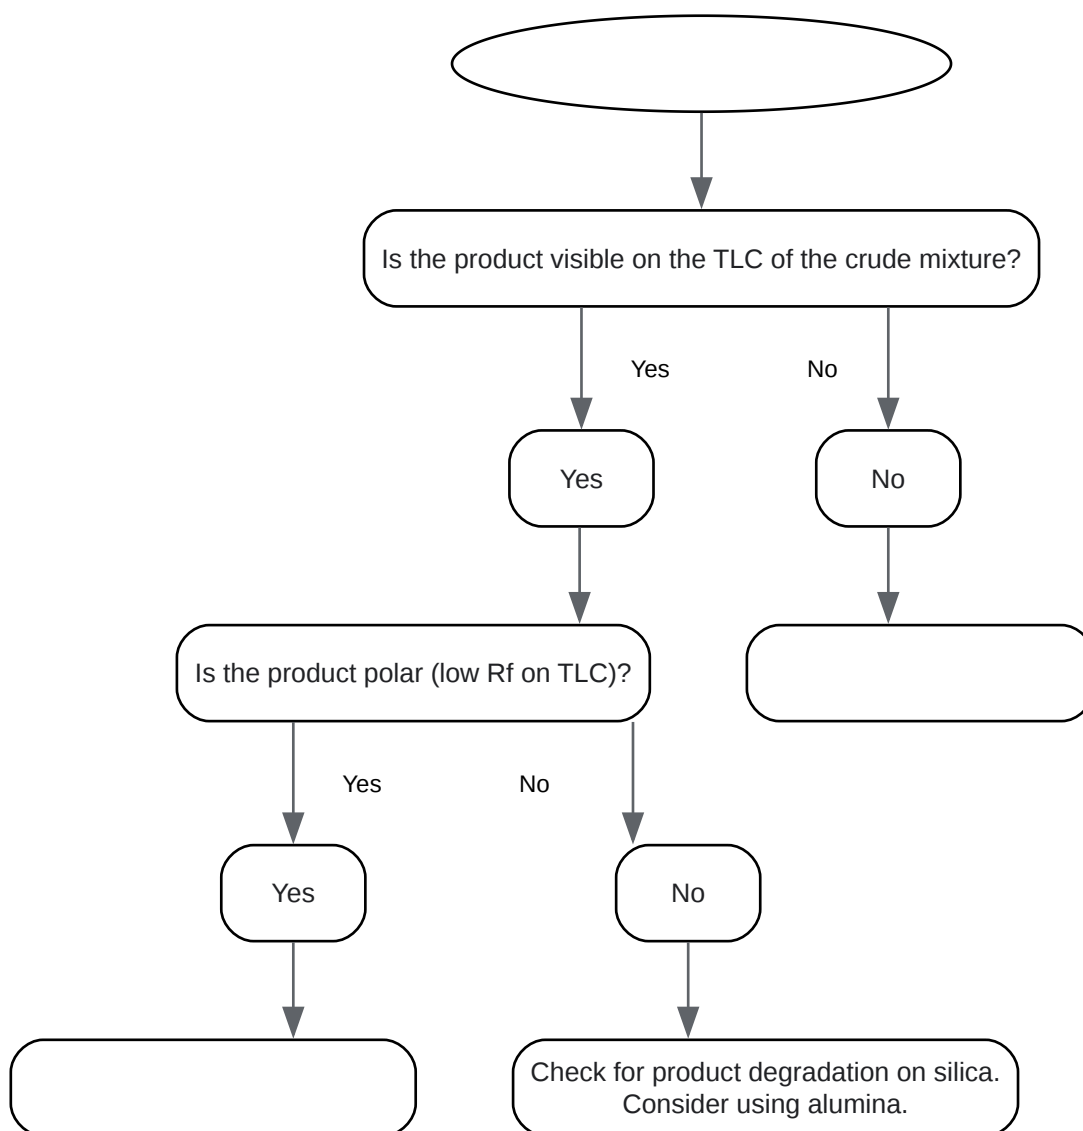 Is the product visible on the TLC of the crude mixture?
Yes
No
Yes
No
Is the product polar (low Rf on TLC)?
Yes
No
Yes
No
Check for product degradation on silica.
Consider using alumina.